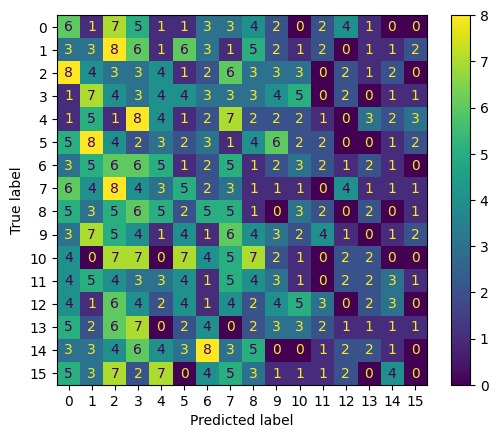 0 6 1 7 5 1 1 3 3 4 2 0 2 4 1 0 0
1 3 3 8 6 1 6 3 1 5 2 1 2 0 1 1 2
2 8 4 3 3 4 1 2 6 3 3 3 0 2 1 2 0
3 1 7 4 3 4 4 3 3 3 4 5 0 2 0 1 1
4 1 5 1 8 4 1 2 7 2 2 2 1 0 3 2 3
5 5 8 4 2 3 2 3 1 4 6 2 2 0 0 1 2
6 3 5 6 6 5 1 2 5 1 2 3 2 1 2 1 0
7 6 4 8 4 3 5 2 3 1 1 1 0 4 1 1 1
8 5 3 5 6 5 2 5 5 1 0 3 2 0 2 0 1
9 3 7 5 4 1 4 1 6 4 3 2 4 1 0 1 2
10 4 0 7 7 0 7 4 5 7 2 1 0 2 2 0 0
11 4 5 4 3 3 4 1 5 4 3 1 0 2 2 3 1
12 4 1 6 4 2 4 1 4 2 4 5 3 0 2 3 0
13 5 2 6 7 0 2 4 0 2 3 3 2 1 1 1 1
14 3 3 4 6 4 3 8 3 5 0 0 1 2 2 1 0
15 5 3 7 2 7 0 4 5 3 1 1 1 2 0 4 0
0 1 2 3 4 5 6 7 8 9 10 11 12 13 14 15
Predicted label
True label
8
7
6
5
4
3
2
1
0